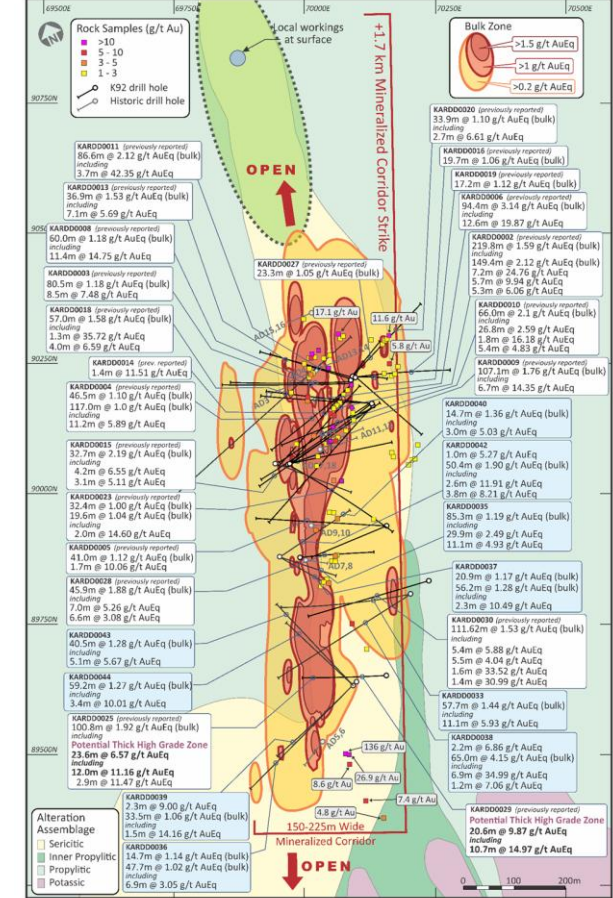 69500E
69750E
70000E
70250E
70500E
Rock Samples (g/t Au)
>10
5 - 10
3 - 5
1 - 3
K92 drill hole
Historic drill hole
Local workings
at surface
+1.7 km Mineralized Corridor Strike
Bulk Zone
>1.5 g/t AuEq
>1 g/t AuEq
>0.2 g/t AuEq
90750N
90250N
90000N
89750N
89500N
OPEN
KARDD0011 (previously reported)
86.6m @ 2.12 g/t AuEq (bulk)
including
3.7m @ 42.35 g/t AuEq
KARDD0013 (previously reported)
36.9m @ 1.53 g/t AuEq (bulk)
including
7.1m @ 5.69 g/t AuEq
KARDD0008 (previously reported)
60.0m @ 1.18 g/t AuEq (bulk)
including
11.4m @ 14.75 g/t AuEq
KARDD0003 (previously reported)
80.5m @ 1.18 g/t AuEq (bulk)
8.5m @ 7.48 g/t AuEq
KARDD0018 (previously reported)
57.0m @ 1.58 g/t AuEq (bulk)
including
1.3m @ 35.72 g/t AuEq
4.0m @ 6.59 g/t AuEq
KARDD0014 (prev. reported)
1.4m @ 11.51 g/t AuEq
KARDD0004 (previously reported)
46.5m @ 1.10 g/t AuEq (bulk)
117.0m @ 1.0 g/t AuEq (bulk)
including
11.2m @ 5.89 g/t AuEq
KARDD0015 (previously reported)
32.7m @ 2.19 g/t AuEq (bulk)
including
4.2m @ 6.55 g/t AuEq
3.1m @ 5.11 g/t AuEq
KARDD0023 (previously reported)
32.4m @ 1.00 g/t AuEq (bulk)
19.6m @ 1.04 g/t AuEq (bulk)
including
2.0m @ 14.60 g/t AuEq
KARDD0005 (previously reported)
41.0m @ 1.12 g/t AuEq (bulk)
1.7m @ 10.06 g/t AuEq
KARDD0028 (previously reported)
45.9m @ 1.88 g/t AuEq (bulk)
including
7.0m @ 5.26 g/t AuEq
6.6m @ 3.08 g/t AuEq
KARDD0043
40.5m @ 1.28 g/t AuEq (bulk)
including
5.1m @ 5.67 g/t AuEq
KARDD0044
59.2m @ 1.27 g/t AuEq (bulk)
including
3.4m @ 10.01 g/t AuEq
KARDD0025 (previously reported)
100.8m @ 1.92 g/t AuEq (bulk)
including
Potential Thick High Grade Zone
23.6m @ 6.57 g/t AuEq
including
12.0m @ 11.16 g/t AuEq
2.9m @ 11.47 g/t AuEq
KARDD0039
2.3m @ 9.00 g/t AuEq
33.5m @ 1.06 g/t AuEq (bulk)
including
1.5m @ 14.16 g/t AuEq
KARDD0036
14.7m @ 1.14 g/t AuEq (bulk)
47.7m @ 1.02 g/t AuEq (bulk)
including
6.9m @ 3.05 g/t AuEq
KARDD0027 (previously reported)
23.3m @ 1.05 g/t AuEq (bulk)
17.1 g/t Au
11.6 g/t Au
5.8 g/t Au
AD15,16
AD11,12
AD9,10
AD7,8
AD5,6
KARDD0020 (previously reported)
33.9m @ 1.10 g/t AuEq (bulk)
including
2.7m @ 6.61 g/t AuEq
KARDD0016 (previously reported)
19.7m @ 1.06 g/t AuEq (bulk)
KARDD0019 (previously reported)
17.2m @ 1.12 g/t AuEq (bulk)
KARDD0006 (previously reported)
94.4m @ 3.14 g/t AuEq (bulk)
including
12.6m @ 19.87 g/t AuEq
KARDD0002 (previously reported)
219.8m @ 1.59 g/t AuEq (bulk)
including
149.4m @ 2.12 g/t AuEq (bulk)
7.2m @ 24.76 g/t AuEq
5.7m @ 9.94 g/t AuEq
5.3m @ 6.06 g/t AuEq
KARDD0010 (previously reported)
66.0m @ 2.1 g/t AuEq (bulk)
including
26.8m @ 2.59 g/t AuEq
1.8m @ 16.18 g/t AuEq
5.4m @ 4.83 g/t AuEq
KARDD0009 (previously reported)
107.1m @ 1.76 g/t AuEq (bulk)
including
6.7m @ 14.35 g/t AuEq
KARDD0040
14.7m @ 1.36 g/t AuEq (bulk)
including
3.0m @ 5.03 g/t AuEq
KARDD0042
1.0m @ 5.27 g/t AuEq
50.4m @ 1.90 g/t AuEq (bulk)
including
2.6m @ 11.91 g/t AuEq
3.8m @ 8.21 g/t AuEq
KARDD0035
85.3m @ 1.19 g/t AuEq (bulk)
including
29.9m @ 2.49 g/t AuEq
11.1m @ 4.93 g/t AuEq
KARDD0037
20.9m @ 1.17 g/t AuEq (bulk)
56.2m @ 1.28 g/t AuEq (bulk)
including
2.3m @ 10.49 g/t AuEq
KARDD0030 (previously reported)
111.62m @ 1.53 g/t AuEq (bulk)
including
5.4m @ 5.88 g/t AuEq
5.5m @ 4.04 g/t AuEq
1.6m @ 33.52 g/t AuEq
1.4m @ 30.99 g/t AuEq
KARDD0033
57.7m @ 1.44 g/t AuEq (bulk)
including
11.1m @ 5.93 g/t AuEq
KARDD0038
2.2m @ 6.86 g/t AuEq
65.0m @ 4.15 g/t AuEq (bulk)
including
6.9m @ 34.99 g/t AuEq
1.2m @ 7.06 g/t AuEq
KARDD0029 (previously reported)
Potential Thick High Grade Zone
20.6m @ 9.87 g/t AuEq
including
10.7m @ 14.97 g/t AuEq
136 g/t Au
26.9 g/t Au
8.6 g/t Au
7.4 g/t Au
4.8 g/t Au
150-225m Wide
Mineralized Corridor
OPEN
Alteration
Assemblage
Sericitic
Inner Propylitic
Propylitic
Potassic
0
100
200m